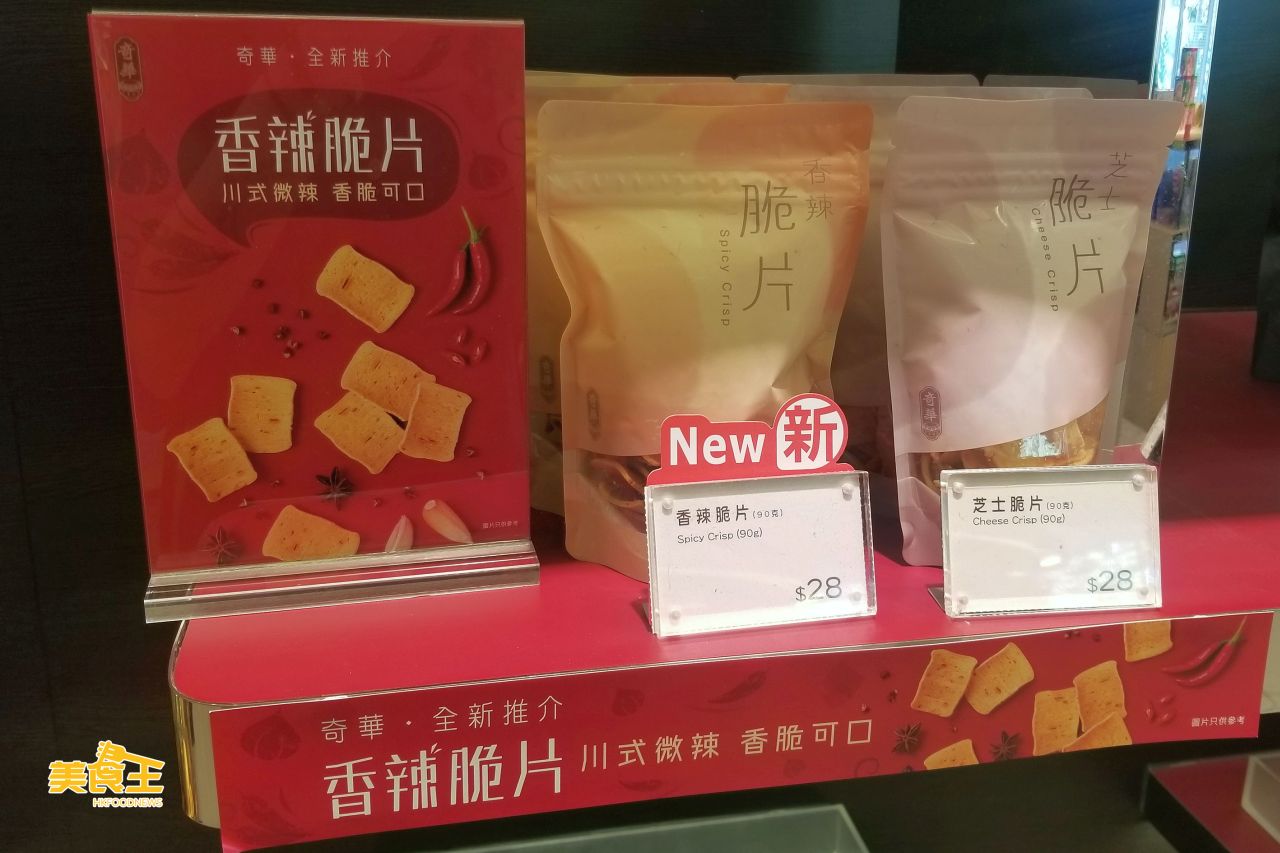 奇華
奇華・全新推介
香辣脆片
川式微辣 香脆可口
圖片只供參考
香辣
脆片
Spicy Crisp
奇華
芝士
脆片
Cheese Crisp
奇華
New 新
香辣脆片(90克)
Spicy Crisp (90g)
$28
芝士脆片(90克)
Cheese Crisp (90g)
$28
奇華・全新推介
香辣脆片 川式微辣 香脆可口
圖片只供參考
美食王
HKFOODNEWS